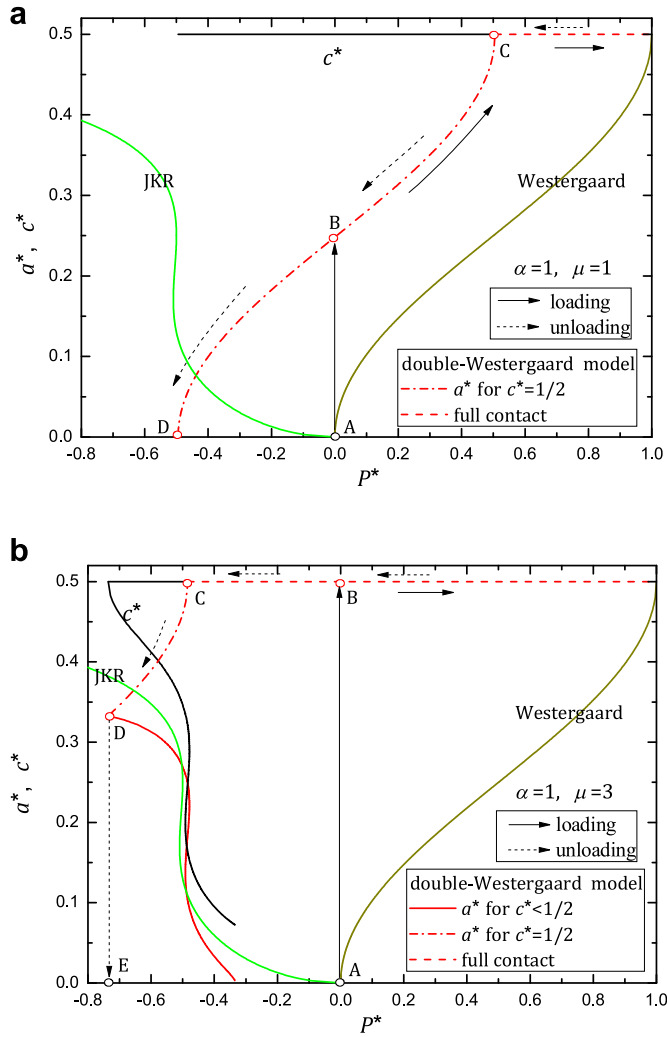 a
0.5
c*
C
0.4
JKR
Westergaard
0.3
B
a*, c*
0.2
α=1, μ=1
loading
unloading
0.1
double-Westergaard model
a* for c*=1/2
full contact
D
A
0.0
-0.8 -0.6 -0.4 -0.2 0.0 0.2 0.4 0.6 0.8 1.0
P*
b
0.5
C
B
c*
0.4
JKR
D
Westergaard
0.3
a*, c*
0.2
α=1, μ=3
loading
unloading
0.1
double-Westergaard model
a* for c*<1/2
a* for c*=1/2
full contact
E
A
0.0
-0.8 -0.6 -0.4 -0.2 0.0 0.2 0.4 0.6 0.8 1.0
P*